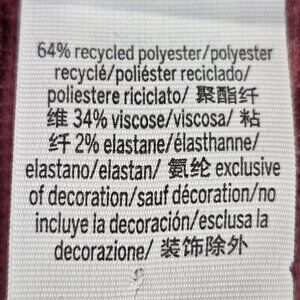 64% recycled polyester/polyester
recyclé/poliéster reciclado/
poliestere riciclato/ 聚酯纤
维 34% viscose/viscosa/ 粘
纤 2% elastane/élasthanne/
elastano/elastan/ 氨纶 exclusive
of decoration/sauf décoration/no
incluye la decoración/esclusa la
decorazione/ 装饰除外